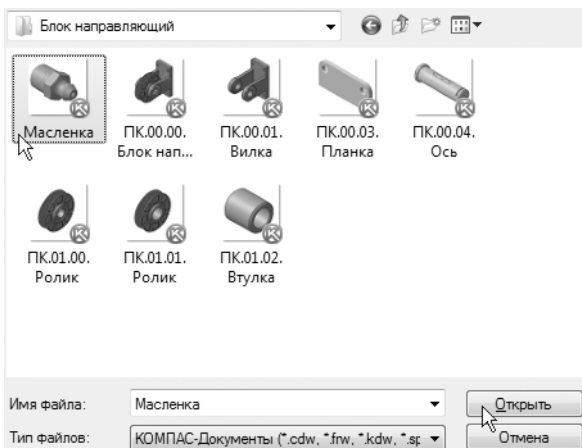 Блок направляющий
Масленка
ПК.00.00.
Блок нап...
ПК.00.01.
Вилка
ПК.00.03.
Планка
ПК.00.04.
Ось
ПК.01.00.
Ролик
ПК.01.01.
Ролик
ПК.01.02.
Втулка
Имя файла: Масленка Открыть
Тип файлов: КОМПАС-Документы (*.cdw, *.frw, *.kdw, *.sp Отмена